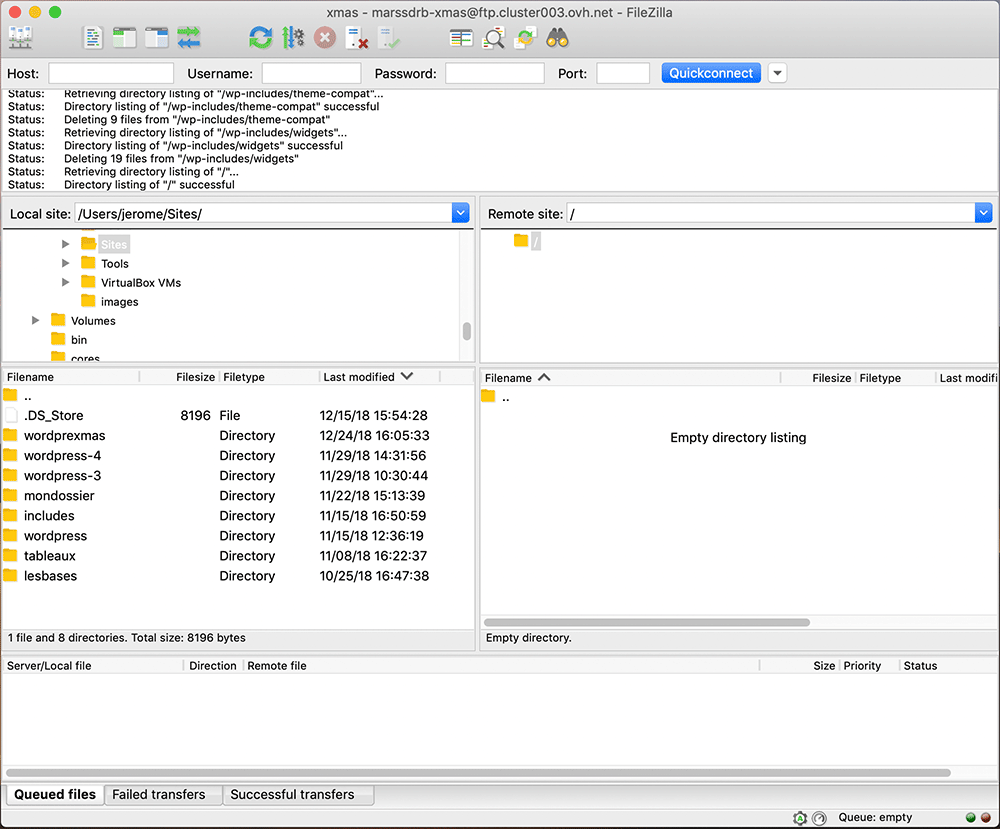 xmas - marssdrb-xmas@ftp.cluster003.ovh.net - FileZilla
Host: Username: Password: Port: Quickconnect
Status: Retrieving directory listing of "/wp-includes/theme-compat"...
Status: Directory listing of "/wp-includes/theme-compat" successful
Status: Deleting 9 files from "/wp-includes/theme-compat"
Status: Retrieving directory listing of "/wp-includes/widgets"...
Status: Directory listing of "/wp-includes/widgets" successful
Status: Deleting 19 files from "/wp-includes/widgets"
Status: Retrieving directory listing of "/"...
Status: Directory listing of "/" successful
Local site: /Users/jerome/Sites/
Sites
Tools
VirtualBox VMs
images
Volumes
bin
cores
Filename Filesize Filetype Last modified
..
.DS_Store 8196 File 12/15/18 15:54:28
wordprexmas Directory 12/24/18 16:05:33
wordpress-4 Directory 11/29/18 14:31:56
wordpress-3 Directory 11/29/18 10:30:44
mondossier Directory 11/22/18 15:13:39
includes Directory 11/15/18 16:50:59
wordpress Directory 11/15/18 12:36:19
tableaux Directory 11/08/18 16:22:37
lesbases Directory 10/25/18 16:47:38
1 file and 8 directories. Total size: 8196 bytes
Remote site: /
/
Filename Filesize Filetype Last modifi
..
Empty directory listing
Empty directory.
Server/Local file Direction Remote file Size Priority Status
Queued files Failed transfers Successful transfers
Queue: empty